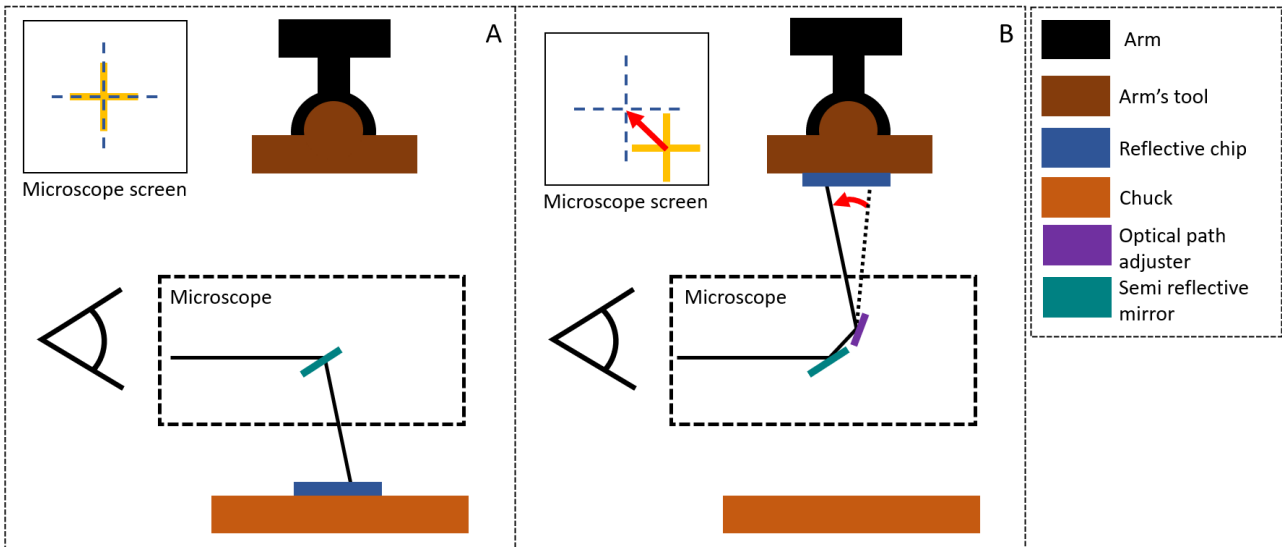 A
Microscope screen
Microscope
B
Microscope screen
Microscope
Arm
Arm's tool
Reflective chip
Chuck
Optical path
adjuster
Semi reflective
mirror